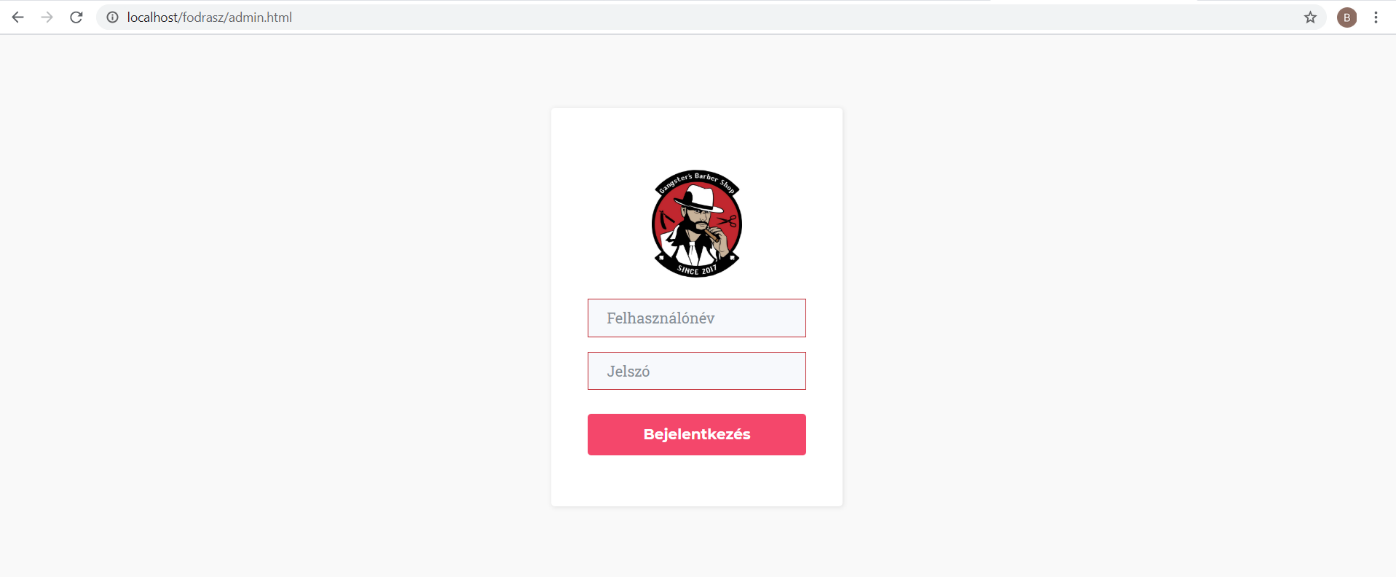 localhost/fodrasz/admin.html
B
Gangster's Barber Shop
SINCE 2017
Felhasználónév
Jelszó
Bejelentkezés